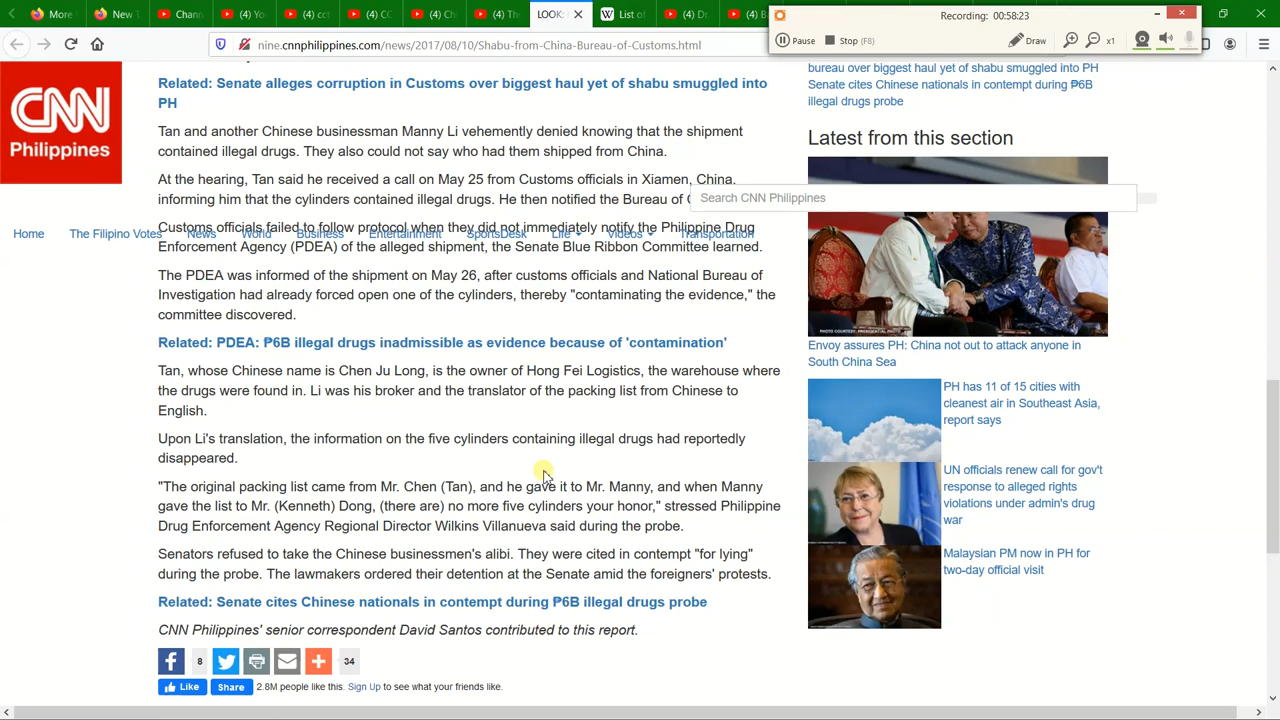 More
New T
Chann
(4) Yo
(4) CC
(4) Ch
(4) The
LOOK:
List of
(4) Dr.
(4) B
Recording: 00:58:23
Pause
Stop (F8)
Draw
x1
nine.cnnphilippines.com/news/2017/08/10/Shabu-from-China-Bureau-of-Customs.html
CNN
Philippines
Search CNN Philippines
Home
The Filipino Votes
News
World
Business
Entertainment
SportsDesk
Life
Videos
Transportation
Related: Senate alleges corruption in Customs over biggest haul yet of shabu smuggled into
PH
Tan and another Chinese businessman Manny Li vehemently denied knowing that the shipment
contained illegal drugs. They also could not say who had them shipped from China.
At the hearing, Tan said he received a call on May 25 from Customs officials in Xiamen, China,
informing him that the cylinders contained illegal drugs. He then notified the Bureau of
Customs officials failed to follow protocol when they did not immediately notify the Philippine Drug
Enforcement Agency (PDEA) of the alleged shipment, the Senate Blue Ribbon Committee learned.
The PDEA was informed of the shipment on May 26, after customs officials and National Bureau of
Investigation had already forced open one of the cylinders, thereby "contaminating the evidence," the
committee discovered.
Related: PDEA: ₱6B illegal drugs inadmissible as evidence because of 'contamination'
Tan, whose Chinese name is Chen Ju Long, is the owner of Hong Fei Logistics, the warehouse where
the drugs were found in. Li was his broker and the translator of the packing list from Chinese to
English.
Upon Li's translation, the information on the five cylinders containing illegal drugs had reportedly
disappeared.
"The original packing list came from Mr. Chen (Tan), and he gave it to Mr. Manny, and when Manny
gave the list to Mr. (Kenneth) Dong, (there are) no more five cylinders your honor," stressed Philippine
Drug Enforcement Agency Regional Director Wilkins Villanueva said during the probe.
Senators refused to take the Chinese businessmen's alibi. They were cited in contempt "for lying"
during the probe. The lawmakers ordered their detention at the Senate amid the foreigners' protests.
Related: Senate cites Chinese nationals in contempt during ₱6B illegal drugs probe
CNN Philippines' senior correspondent David Santos contributed to this report.
8
34
Like
Share
2.8M people like this. Sign Up to see what your friends like.
bureau over biggest haul yet of shabu smuggled into PH
Senate cites Chinese nationals in contempt during ₱6B
illegal drugs probe
Latest from this section
PHOTO COURTESY: PRESIDENTIAL PHOTO
Envoy assures PH: China not out to attack anyone in
South China Sea
PH has 11 of 15 cities with
cleanest air in Southeast Asia,
report says
UN officials renew call for gov't
response to alleged rights
violations under admin's drug
war
Malaysian PM now in PH for
two-day official visit